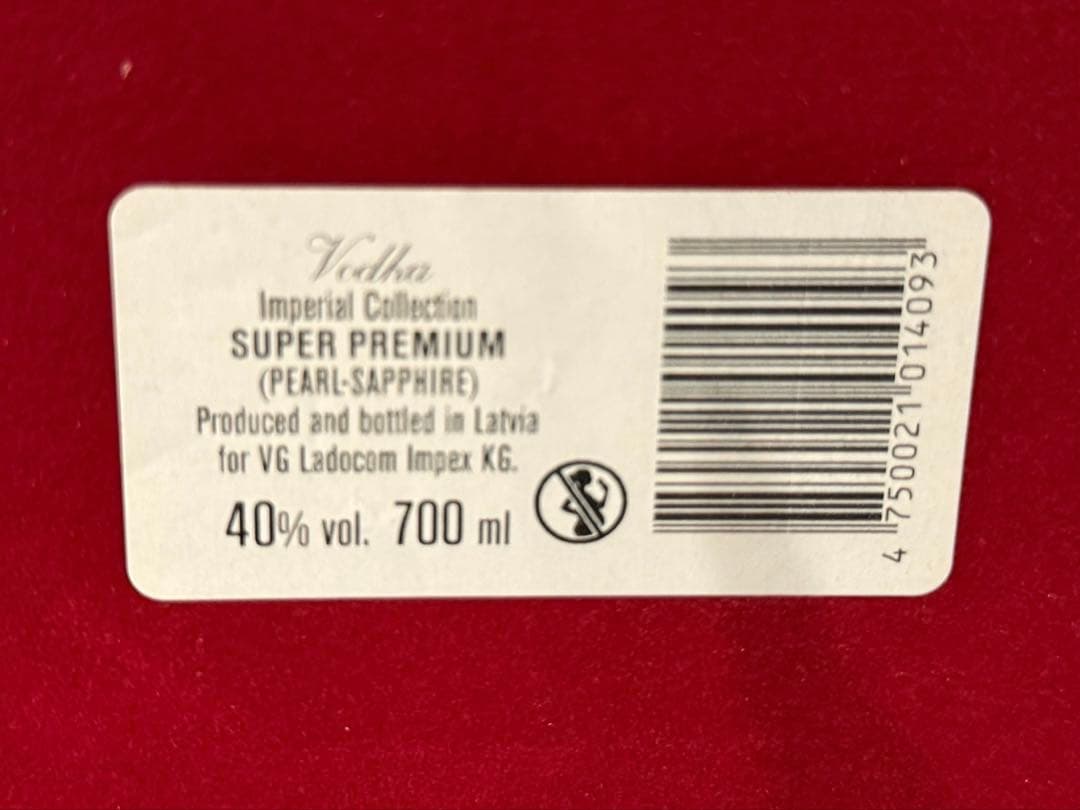 Vodka
Imperial Collection
SUPER PREMIUM
(PEARL-SAPPHIRE)
Produced and bottled in Latvia
for VG Ladocom Impex KG.
40% vol. 700 ml
4 750021 014093